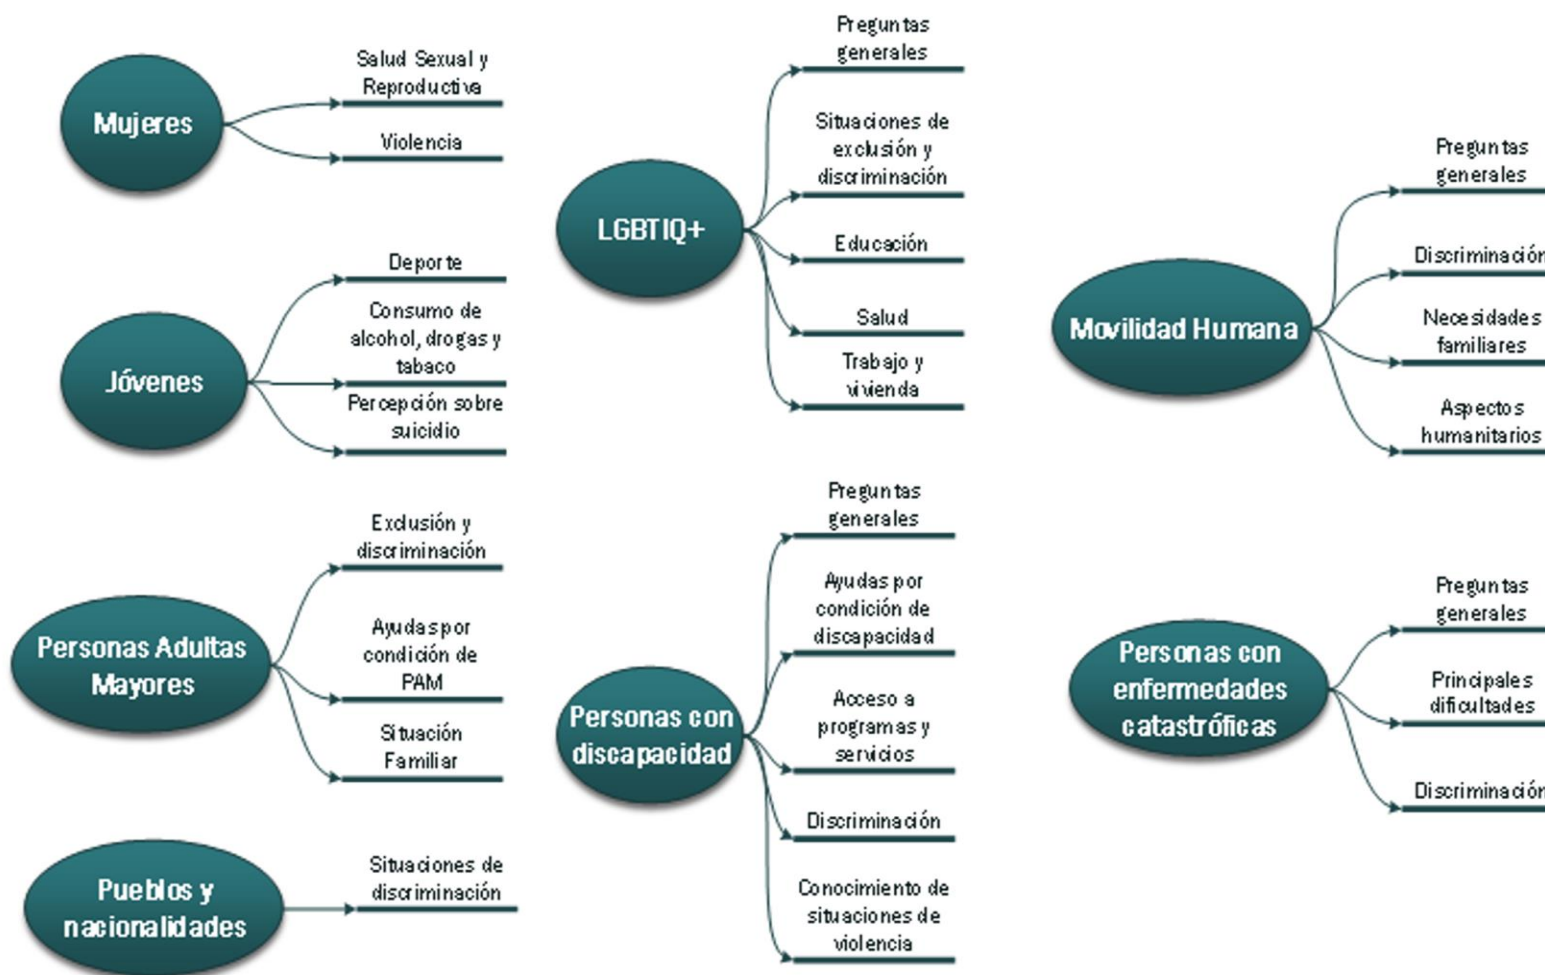 Mujeres
Salud Sexual y
Reproductiva
Violencia
Jóvenes
Deporte
Consumo de
alcohol, drogas y
tabaco
Percepción sobre
suicidio
Personas Adultas
Mayores
Exclusión y
discriminación
Ayudas por
condición de
PAM
Situación
Familiar
Pueblos y
nacionalidades
Situaciones de
discriminación
LGBTIQ+
Preguntas
generales
Situaciones de
exclusión y
discriminación
Educación
Salud
Trabajo y
vivienda
Personas con
discapacidad
Preguntas
generales
Ayudas por
condición de
discapacidad
Acceso a
programas y
servicios
Discriminación
Conocimiento de
situaciones de
violencia
Movilidad Humana
Preguntas
generales
Discriminación
Necesidades
familiares
Aspectos
humanitarios
Personas con
enfermedades
catastróficas
Preguntas
generales
Principales
dificultades
Discriminación